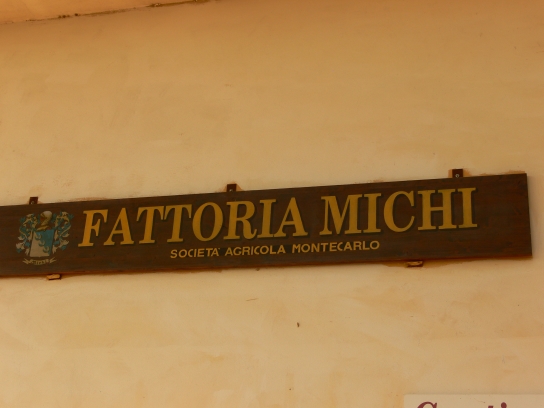 FATTORIA MICHI
SOCIETA' AGRICOLA MONTECARLO